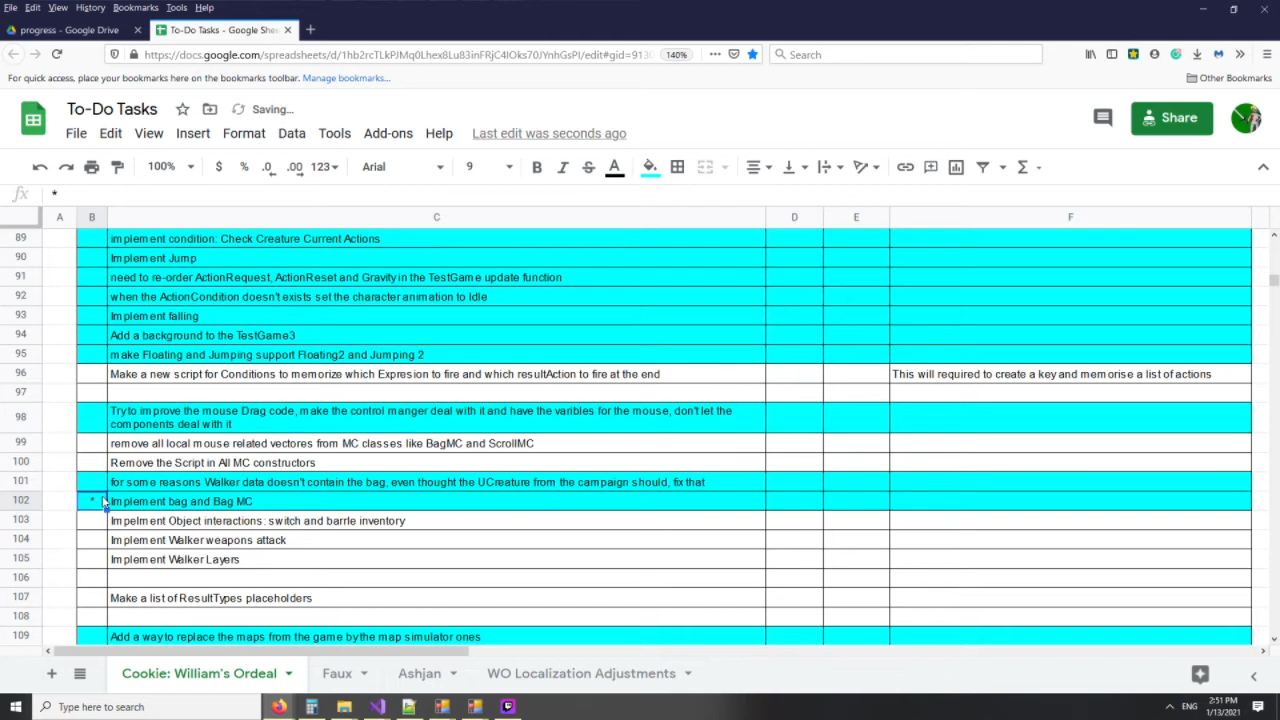 File Edit View History Bookmarks Tools Help
progress - Google Drive
To-Do Tasks - Google Shee
https://docs.google.com/spreadsheets/d/1hb2rcTLkPJMq0Lhex8Lu83inFRjC4IOks70JYmhGsPI/edit#gid=9130
140%
Search
For quick access, place your bookmarks here on the bookmarks toolbar. Manage bookmarks...
Other Bookmarks
To-Do Tasks
Saving...
Share
File Edit View Insert Format Data Tools Add-ons Help Last edit was seconds ago
100% $ % .0 .00 123 Arial 9 B I S A
fx *
A B C D E F
89 implement condition: Check Creature Current Actions
90 Implement Jump
91 need to re-order ActionRequest, ActionReset and Gravity in the TestGame update function
92 when the ActionCondition doesn't exists set the character animation to Idle
93 Implement falling
94 Add a background to the TestGame3
95 make Floating and Jumping support Floating2 and Jumping 2
96 Make a new script for Conditions to memorize which Expresion to fire and which resultAction to fire at the end This will required to create a key and memorise a list of actions
97
98 Try to improve the mouse Drag code, make the control manger deal with it and have the varibles for the mouse, don't let the
components deal with it
99 remove all local mouse related vectores from MC classes like BagMC and ScrollMC
100 Remove the Script in All MC constructors
101 for some reasons Walker data doesn't contain the bag, even thought the UCreature from the campaign should, fix that
102 * Implement bag and Bag MC
103 Impelment Object interactions: switch and barrle inventory
104 Implement Walker weapons attack
105 Implement Walker Layers
106
107 Make a list of ResultTypes placeholders
108
109 Add a way to replace the maps from the game by the map simulator ones
Cookie: William's Ordeal Faux Ashjan WO Localization Adjustments
Type here to search
ENG
2:51 PM
1/13/2021